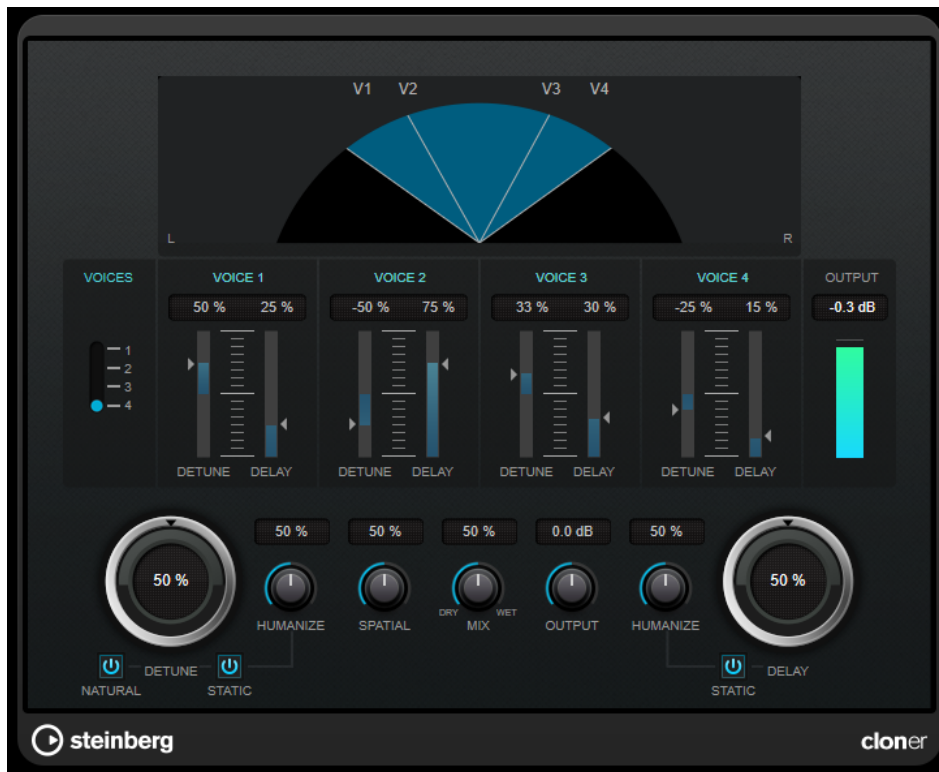 V1 V2 V3 V4
L R
VOICES VOICE 1 VOICE 2 VOICE 3 VOICE 4 OUTPUT
50 % 25 % -50 % 75 % 33 % 30 % -25 % 15 % -0.3 dB
1
2
3
4
DETUNE DELAY DETUNE DELAY DETUNE DELAY DETUNE DELAY
50 % 50 % 50 % 0.0 dB 50 %
50 % 50 %
DRY WET
HUMANIZE SPATIAL MIX OUTPUT HUMANIZE
DETUNE DELAY
NATURAL STATIC STATIC
steinberg cloner